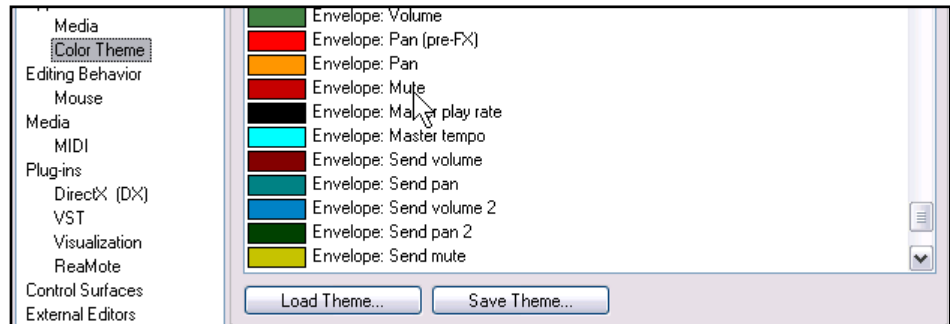 Media
Color Theme
Editing Behavior
Mouse
Media
MIDI
Plug-ins
DirectX (DX)
VST
Visualization
ReaMote
Control Surfaces
External Editors
Envelope: Volume
Envelope: Pan (pre-FX)
Envelope: Pan
Envelope: Mute
Envelope: Master play rate
Envelope: Master tempo
Envelope: Send volume
Envelope: Send pan
Envelope: Send volume 2
Envelope: Send pan 2
Envelope: Send mute
Load Theme...
Save Theme...